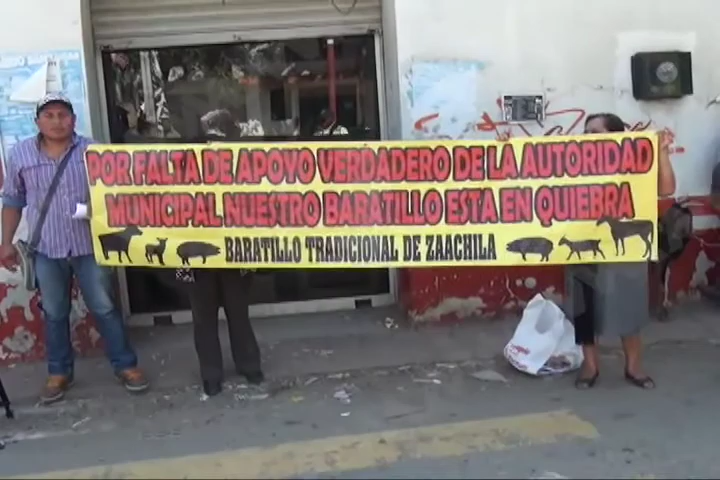 POR FALTA DE APOYO VERDADERO DE LA AUTORIDAD
MUNICIPAL NUESTRO BARATILLO ESTA EN QUIEBRA
BARATILLO TRADICIONAL DE ZAACHILA